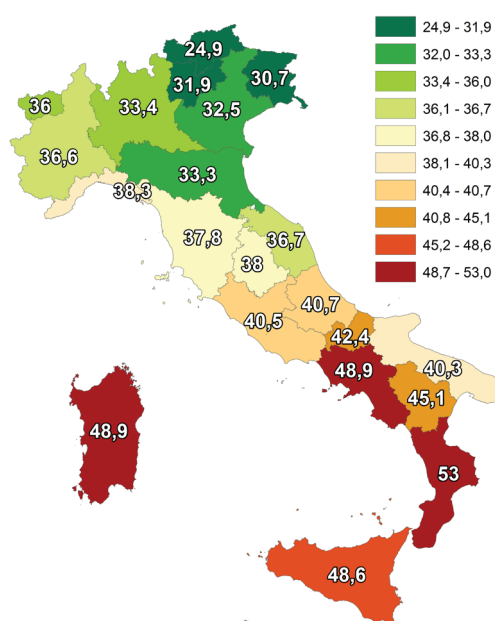 24,9
31,9
30,7
36
33,4
32,5
36,6
33,3
38,3
37,8
36,7
38
40,7
40,5
42,4
40,3
48,9
45,1
48,9
53
48,6
24,9 - 31,9
32,0 - 33,3
33,4 - 36,0
36,1 - 36,7
36,8 - 38,0
38,1 - 40,3
40,4 - 40,7
40,8 - 45,1
45,2 - 48,6
48,7 - 53,0